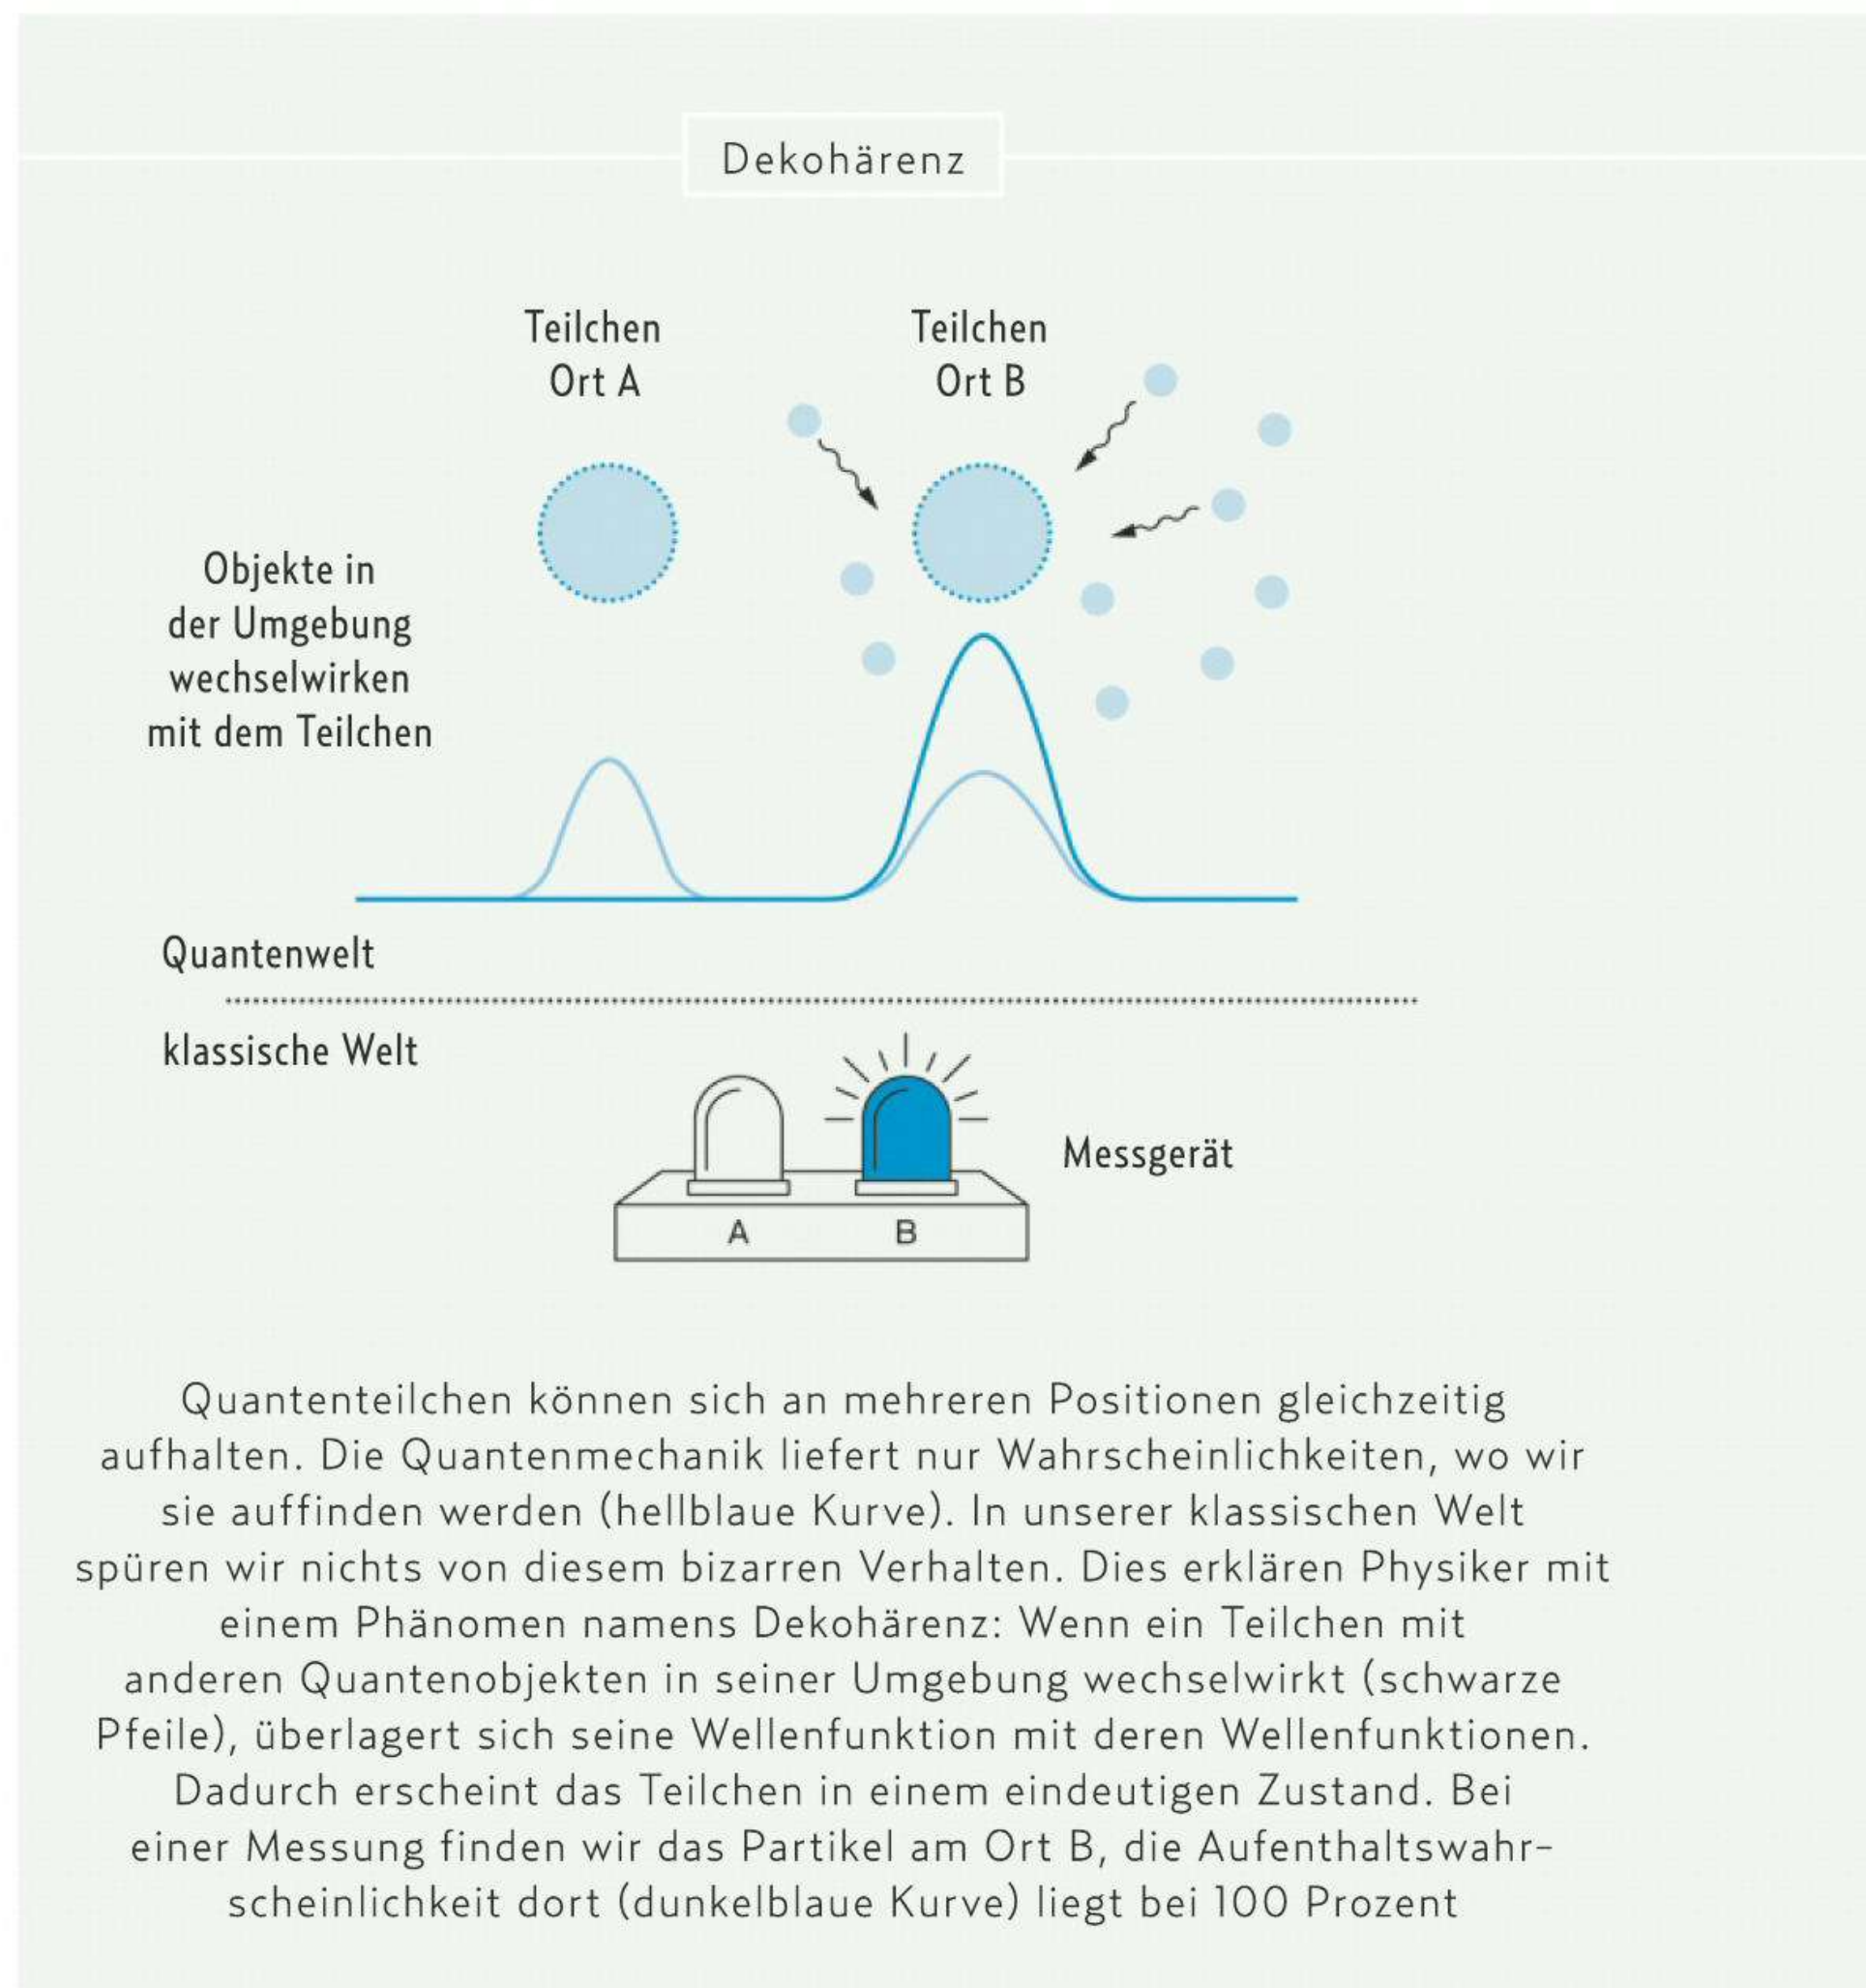 Dekohärenz
Teilchen
Ort A
Teilchen
Ort B
Objekte in
der Umgebung
wechselwirken
mit dem Teilchen
Quantenwelt
klassische Welt
Messgerät
A
B
Quantenteilchen können sich an mehreren Positionen gleichzeitig
aufhalten. Die Quantenmechanik liefert nur Wahrscheinlichkeiten, wo wir
sie auffinden werden (hellblaue Kurve). In unserer klassischen Welt
spüren wir nichts von diesem bizarren Verhalten. Dies erklären Physiker mit
einem Phänomen namens Dekohärenz: Wenn ein Teilchen mit
anderen Quantenobjekten in seiner Umgebung wechselwirkt (schwarze
Pfeile), überlagert sich seine Wellenfunktion mit deren Wellenfunktionen.
Dadurch erscheint das Teilchen in einem eindeutigen Zustand. Bei
einer Messung finden wir das Partikel am Ort B, die Aufenthaltswahr-
scheinlichkeit dort (dunkelblaue Kurve) liegt bei 100 Prozent